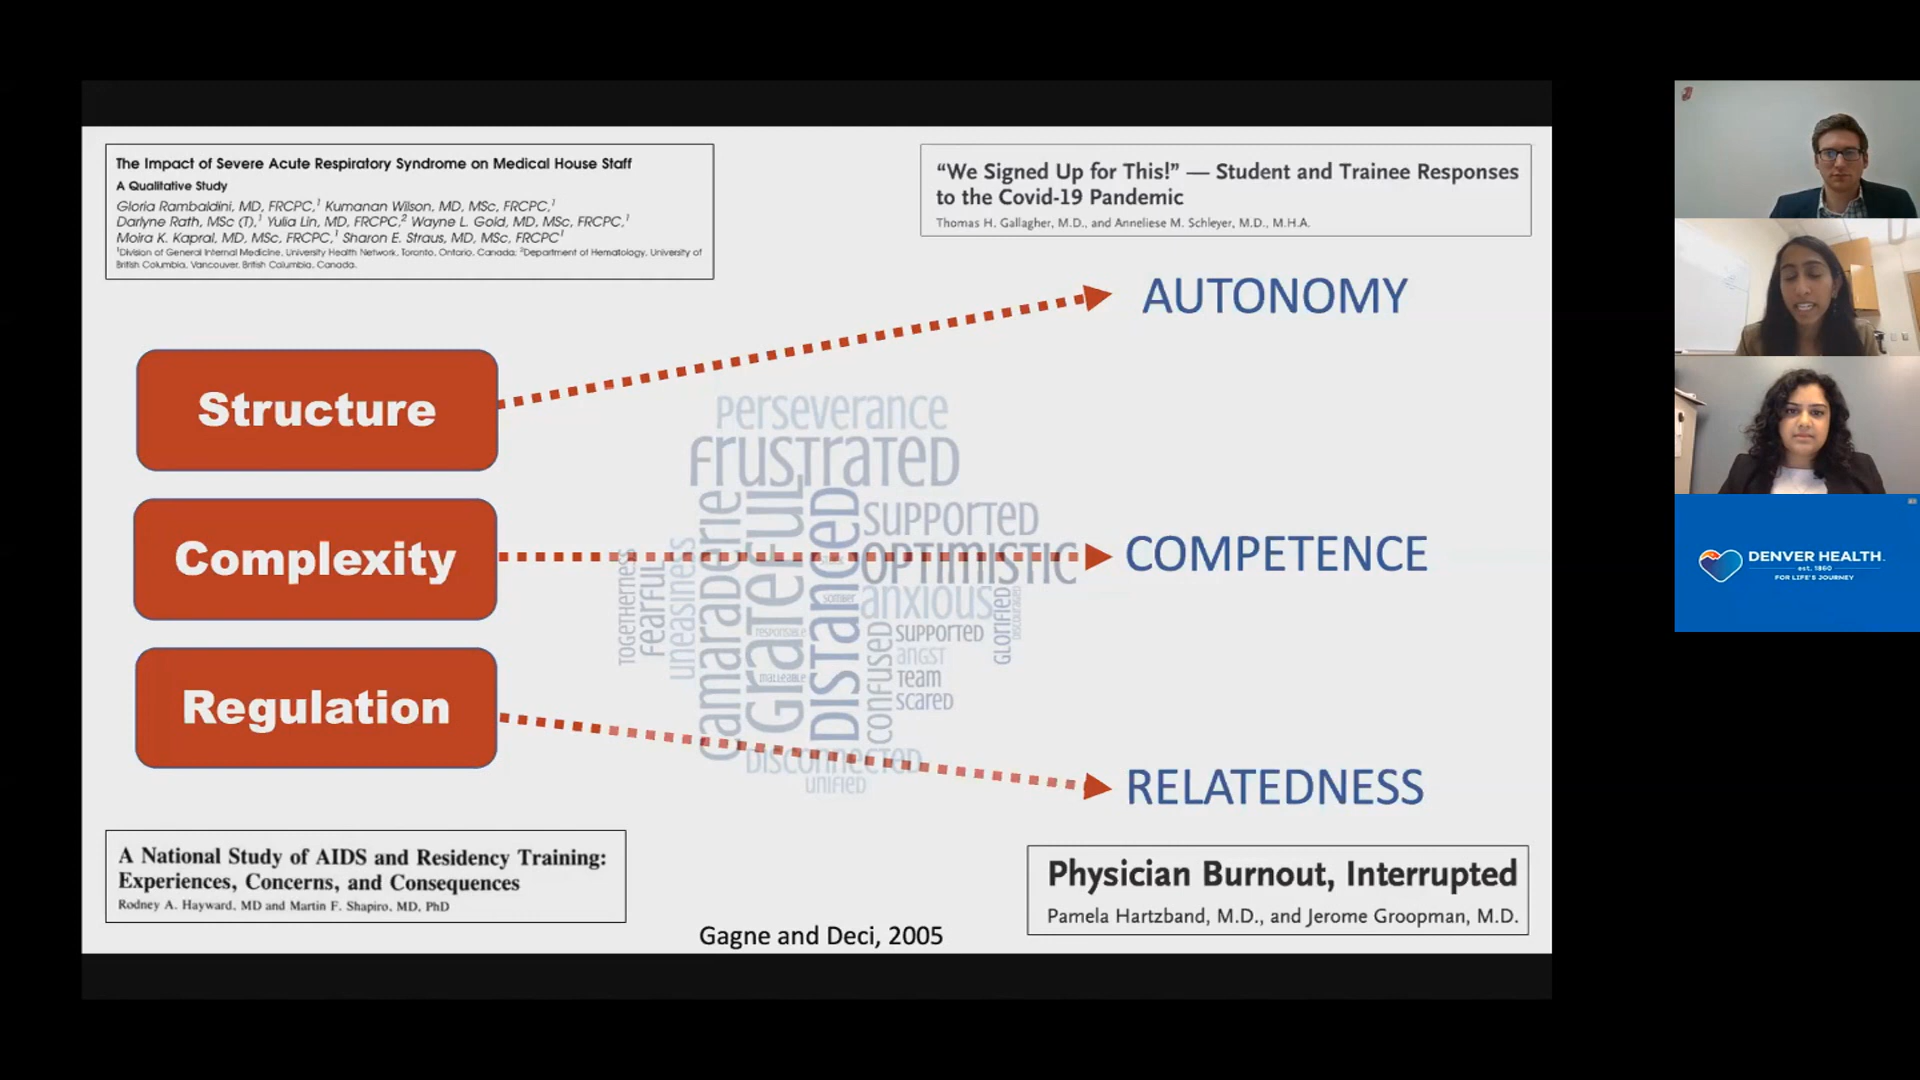 The Impact of Severe Acute Respiratory Syndrome on Medical House Staff
A Qualitative Study
Gloria Rambaldini, MD, FRCPC,¹ Kumanan Wilson, MD, MSc, FRCPC,¹
Darlyne Rath, MSc (T),¹ Yulia Lin, MD, FRCPC,² Wayne L. Gold, MD, MSc, FRCPC,¹
Moira K. Kapral, MD, MSc, FRCPC,¹ Sharon E. Straus, MD, MSc, FRCPC¹
¹Division of General Internal Medicine, University Health Network, Toronto, Ontario, Canada; ²Department of Hematology, University of
British Columbia, Vancouver, British Columbia, Canada.
“We Signed Up for This!” — Student and Trainee Responses
to the Covid-19 Pandemic
Thomas H. Gallagher, M.D., and Anneliese M. Schleyer, M.D., M.H.A.
AUTONOMY
Structure
Complexity
COMPETENCE
Regulation
RELATEDNESS
perseverance
FRUSTRATED
SUPPORTED
OPTIMISTIC
anxious
TOGETHERNESS
fearful
uneasiness
camaraderie
Grateful
DISTANCED
somber
responsible
malleable
CONFUSED
SUPPORTED
ANGST
TEAM
SCARED
GLORIFIED
DISCOURAGED
DISCONNECTED
UNIFIED
A National Study of AIDS and Residency Training:
Experiences, Concerns, and Consequences
Rodney A. Hayward, MD and Martin F. Shapiro, MD, PhD
Gagne and Deci, 2005
Physician Burnout, Interrupted
Pamela Hartzband, M.D., and Jerome Groopman, M.D.
DENVER HEALTH
est. 1860
FOR LIFE'S JOURNEY